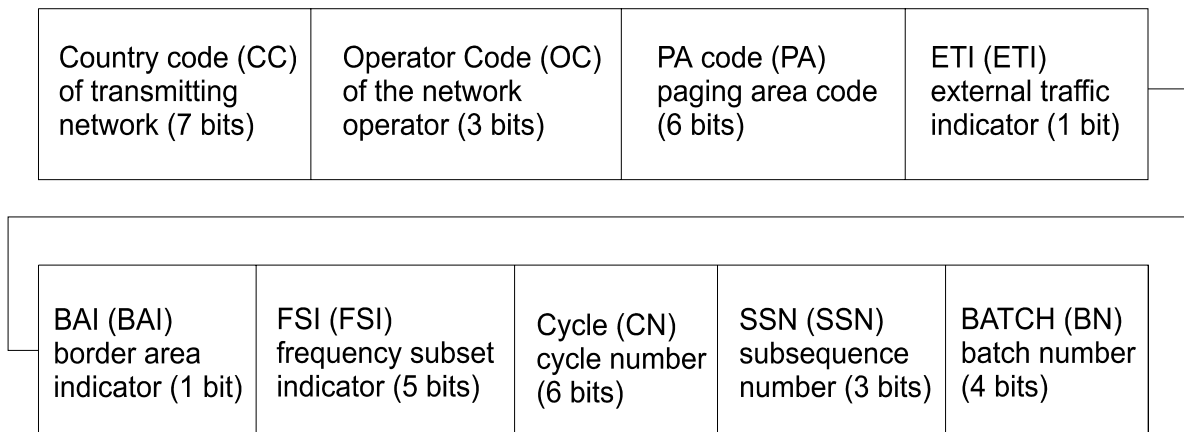 Country code (CC)
of transmitting
network (7 bits)
Operator Code (OC)
of the network
operator (3 bits)
PA code (PA)
paging area code
(6 bits)
ETI (ETI)
external traffic
indicator (1 bit)
BAI (BAI)
border area
indicator (1 bit)
FSI (FSI)
frequency subset
indicator (5 bits)
Cycle (CN)
cycle number
(6 bits)
SSN (SSN)
subsequence
number (3 bits)
BATCH (BN)
batch number
(4 bits)